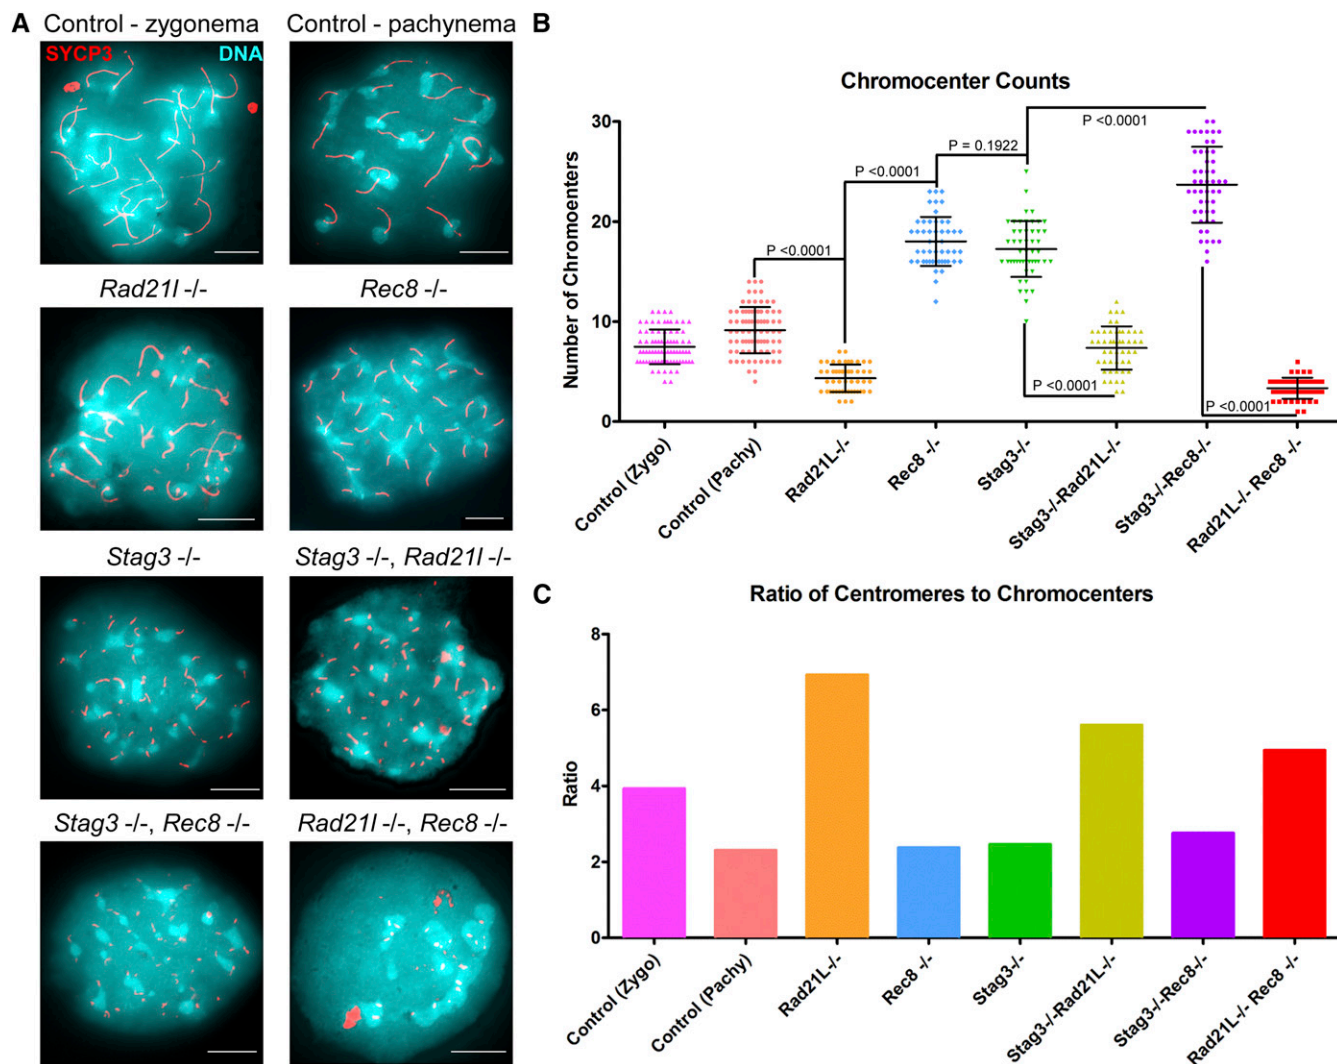 A
Control - zygonema
Control - pachynema
SYCP3
DNA
Rad21l -/-
Rec8 -/-
Stag3 -/-
Stag3 -/-, Rad21l -/-
Stag3 -/-, Rec8 -/-
Rad21l -/-, Rec8 -/-
B
Chromocenter Counts
Number of Chromoenters
30
20
10
0
P <0.0001
P <0.0001
P = 0.1922
P <0.0001
P <0.0001
P <0.0001
Control (Zygo)
Control (Pachy)
Rad21L-/-
Rec8 -/-
Stag3-/-
Stag3-/-Rad21L-/-
Stag3-/-Rec8-/-
Rad21L-/- Rec8 -/-
C
Ratio of Centromeres to Chromocenters
Ratio
8
6
4
2
0
Control (Zygo)
Control (Pachy)
Rad21L-/-
Rec8 -/-
Stag3-/-
Stag3-/-Rad21L-/-
Stag3-/-Rec8-/-
Rad21L-/- Rec8 -/-